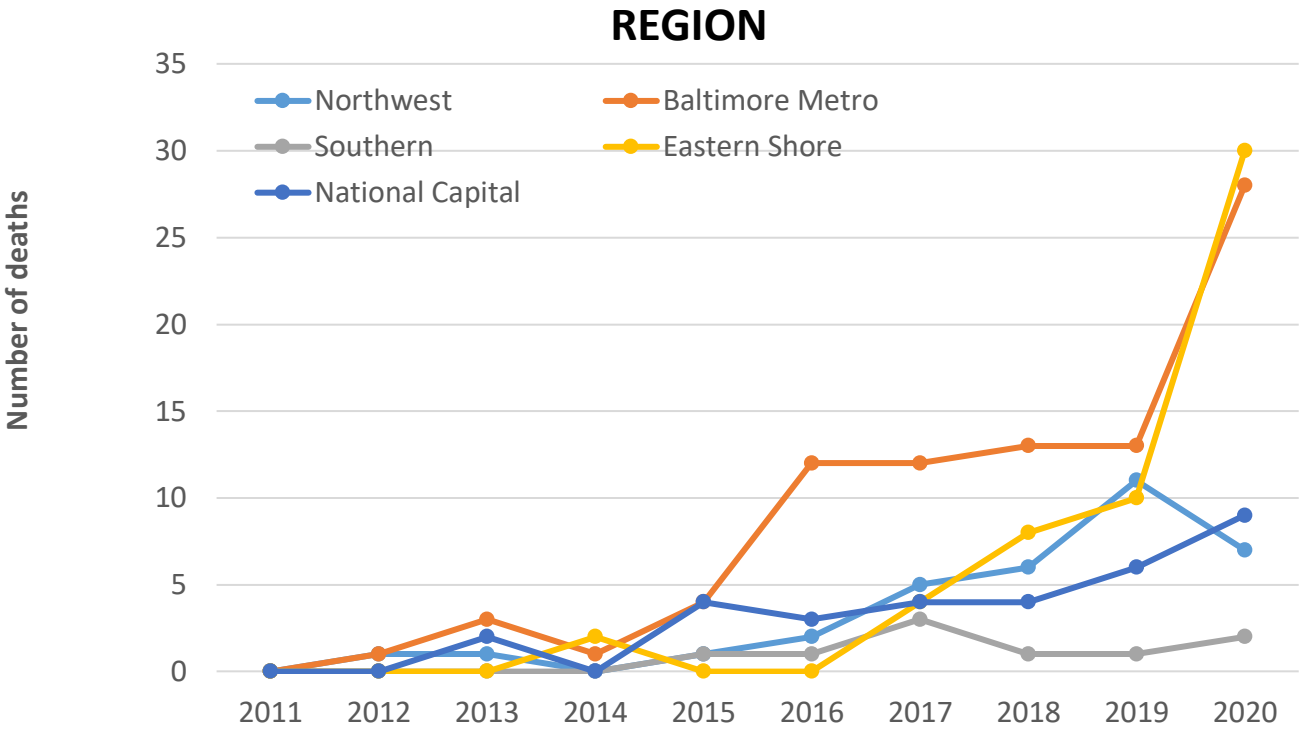 REGION
Number of deaths
35
30
25
20
15
10
5
0
Northwest
Baltimore Metro
Southern
Eastern Shore
National Capital
2011 2012 2013 2014 2015 2016 2017 2018 2019 2020